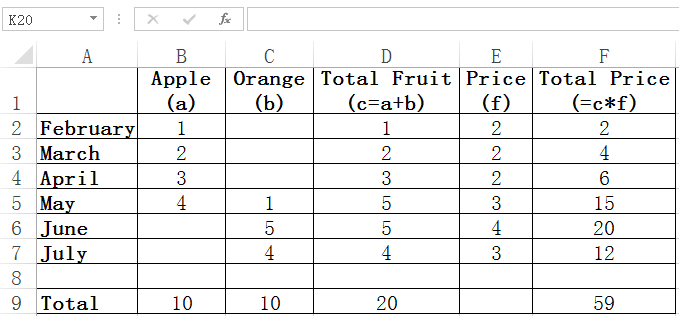 K20 fx
A B C D E F
1 Apple (a) Orange (b) Total Fruit (c=a+b) Price (f) Total Price (=c*f)
2 February 1 1 2 2
3 March 2 2 2 4
4 April 3 3 2 6
5 May 4 1 5 3 15
6 June 5 5 4 20
7 July 4 4 3 12
8
9 Total 10 10 20 59